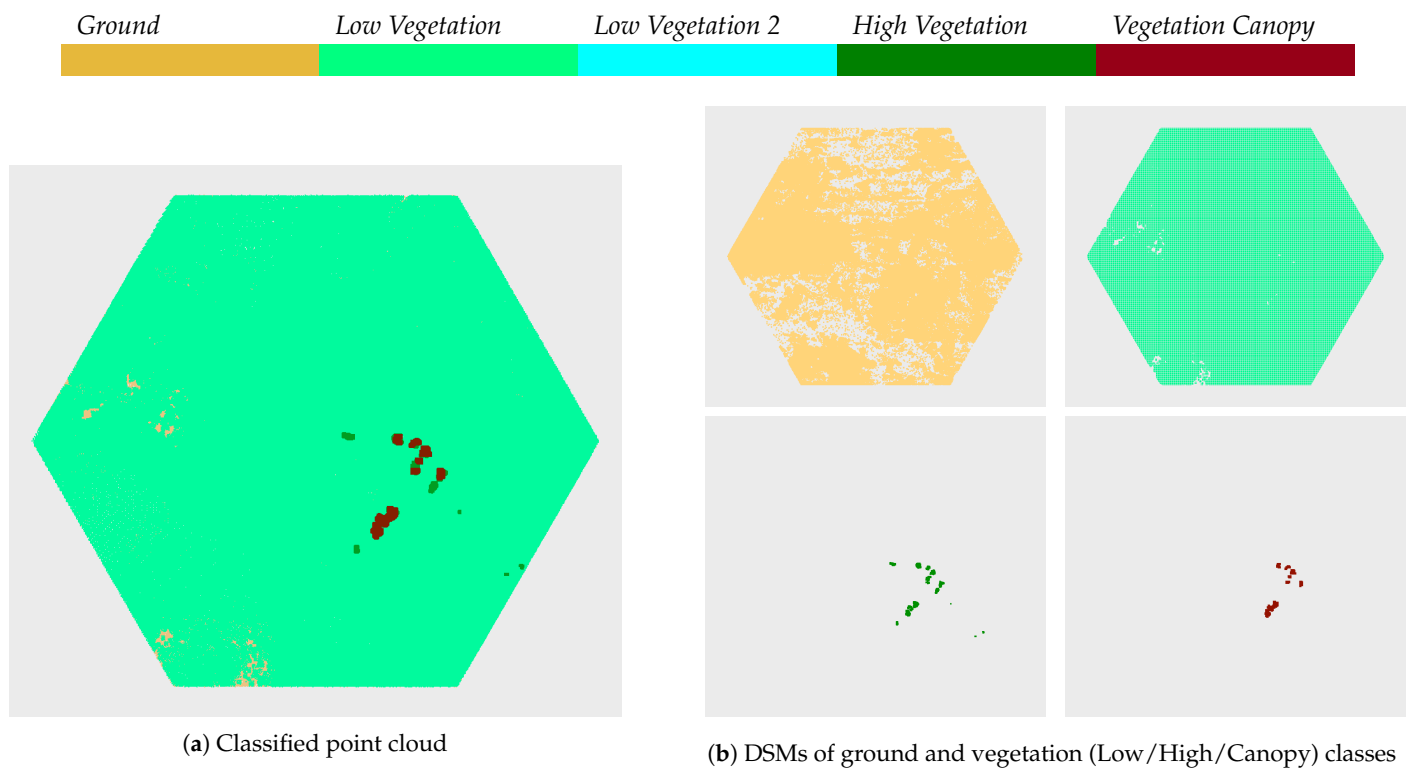 Ground Low Vegetation Low Vegetation 2 High Vegetation Vegetation Canopy
(a) Classified point cloud
(b) DSMs of ground and vegetation (Low/High/Canopy) classes